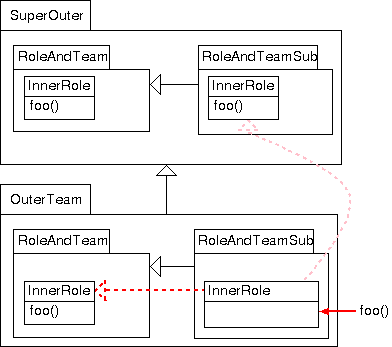 SuperOuter
RoleAndTeam
RoleAndTeamSub
InnerRole
foo()
InnerRole
foo()
OuterTeam
RoleAndTeam
RoleAndTeamSub
InnerRole
foo()
InnerRole
foo()